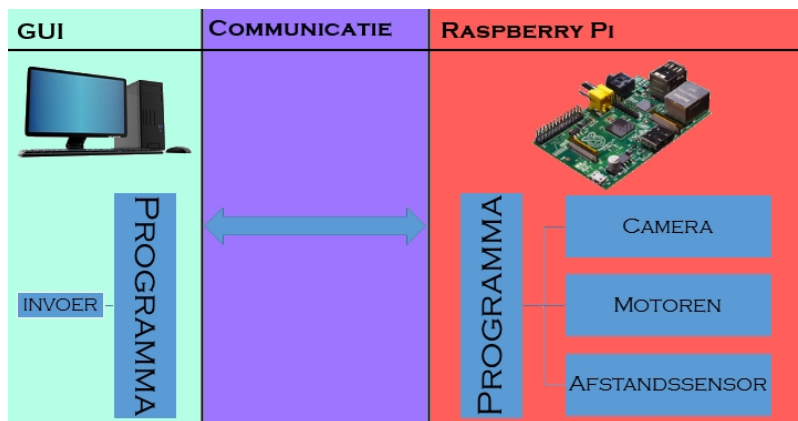 GUI
COMMUNICATIE
RASPBERRY PI
PROGRAMMA
INVOER
PROGRAMMA
CAMERA
MOTOREN
AFSTANDSSENSOR